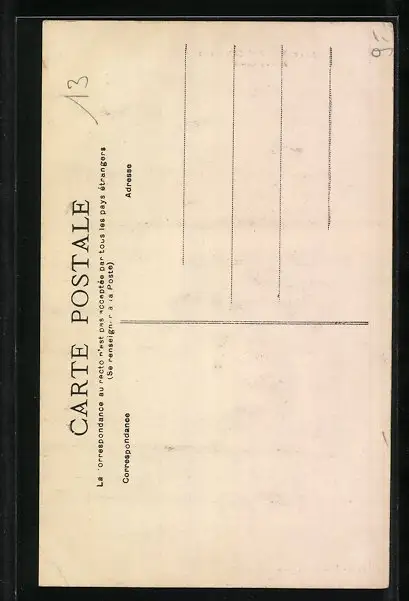 13
CARTE POSTALE
La correspondance au recto n'est pas acceptée par tous les pays étrangers
(Se renseigner à la Poste)
Correspondance
Adresse